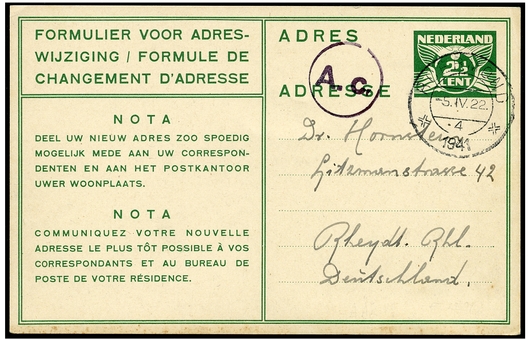 FORMULIER VOOR ADRES-
WIJZIGING / FORMULE DE
CHANGEMENT D'ADRESSE
NOTA
DEEL UW NIEUW ADRES ZOO SPOEDIG
MOGELIJK MEDE AAN UW CORRESPON-
DENTEN EN AAN HET POSTKANTOOR
UWER WOONPLAATS.
NOTA
COMMUNIQUEZ VOTRE NOUVELLE
ADRESSE LE PLUS TÔT POSSIBLE À VOS
CORRESPONDANTS ET AU BUREAU DE
POSTE DE VOTRE RÉSIDENCE.
ADRES
ADRESSE
A.c.
NEDERLAND
2½
CENT
-5.IV.22.
-4
1941
Dr. Hornstein
Litzmanstrasse 42
Rheydt. Rhl.
Deutschland.